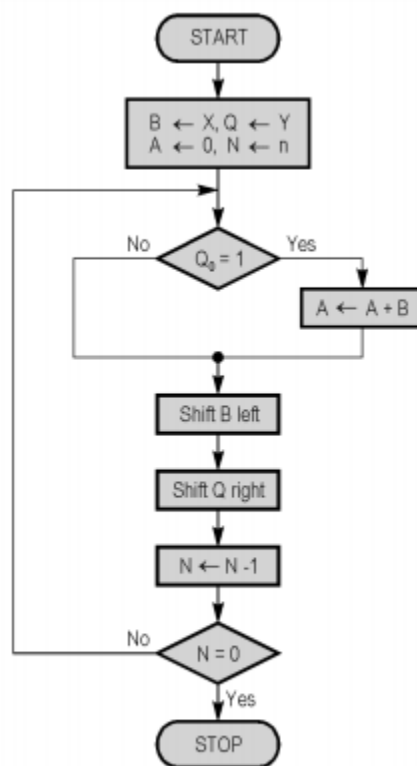 START
B ← X, Q ← Y
A ← 0, N ← n
No
Yes
Q₀ = 1
A ← A + B
Shift B left
Shift Q right
N ← N -1
No
N = 0
Yes
STOP